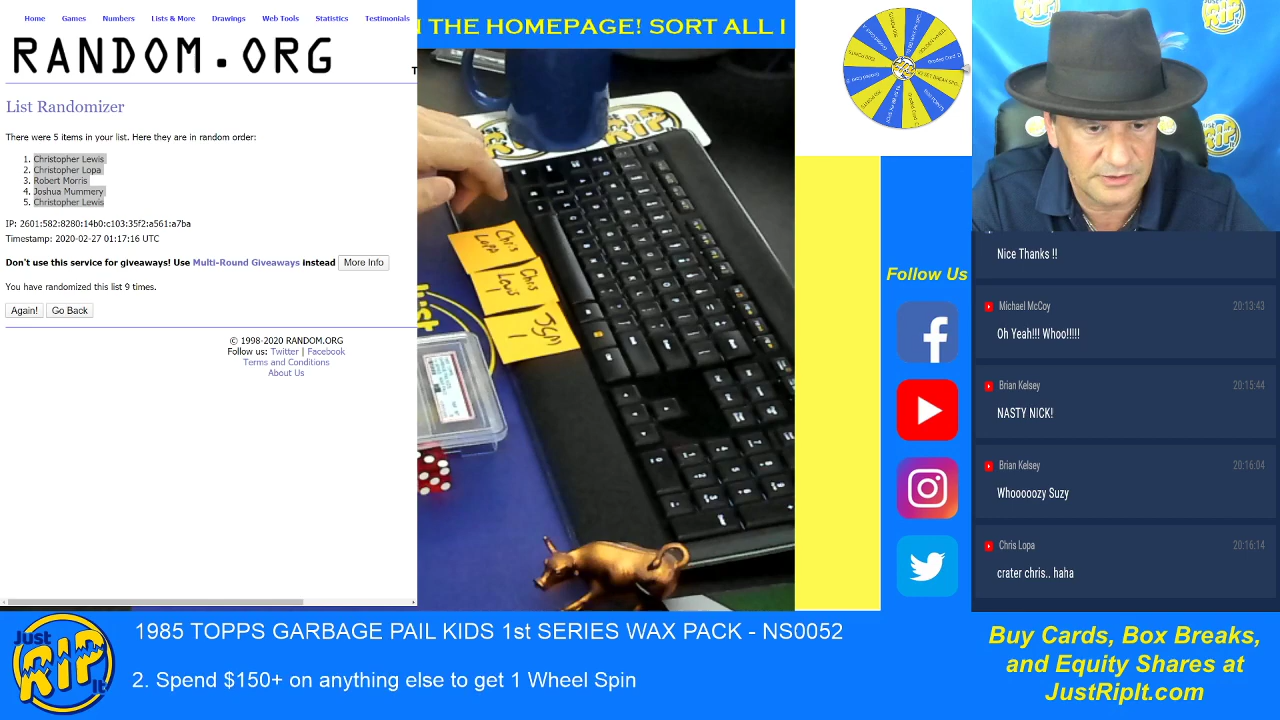 Home Games Numbers Lists & More Drawings Web Tools Statistics Testimonials
RANDOM.ORG
List Randomizer
There were 5 items in your list. Here they are in random order:
1. Christopher Lewis
2. Christopher Lopa
3. Robert Morris
4. Joshua Mummery
5. Christopher Lewis
IP: 2601:582:8280:14b0:c103:35f2:a561:a7ba
Timestamp: 2020-02-27 01:17:16 UTC
Don't use this service for giveaways! Use Multi-Round Giveaways instead More Info
You have randomized this list 9 times.
Again! Go Back
© 1998-2020 RANDOM.ORG
Follow us: Twitter | Facebook
Terms and Conditions
About Us
THE HOMEPAGE! SORT ALL
Chris
Lopa
Chris
Lewis
1
JGM
1
Follow Us
Nice Thanks !!
Michael McCoy 20:13:43
Oh Yeah!!! Whoo!!!!!
Brian Kelsey 20:15:44
NASTY NICK!
Brian Kelsey 20:16:04
Whooooozy Suzy
Chris Lopa 20:16:14
crater chris.. haha
Just
RIP
It
1985 TOPPS GARBAGE PAIL KIDS 1st SERIES WAX PACK - NS0052
2. Spend $150+ on anything else to get 1 Wheel Spin
Buy Cards, Box Breaks,
and Equity Shares at
JustRipIt.com